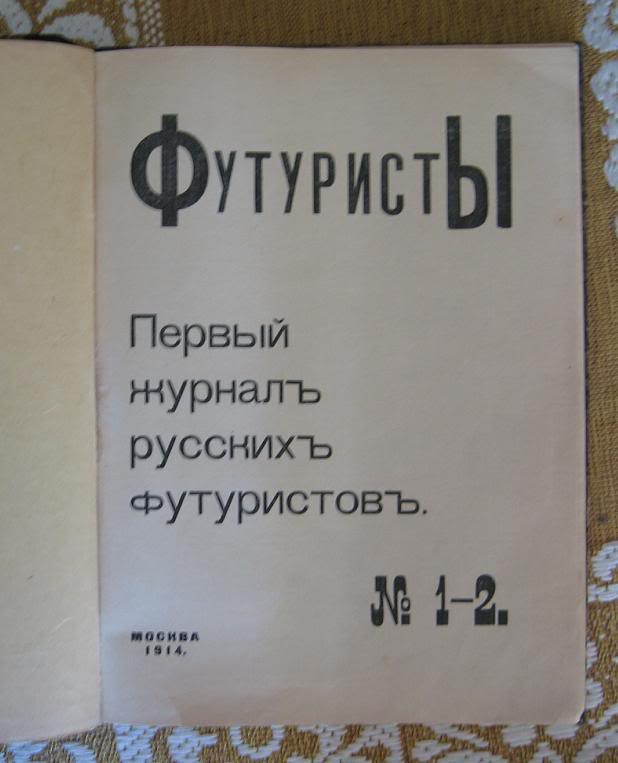 ФутуристЫ
Первый
журналъ
русскихъ
футуристовъ.
№ 1–2.
МОСКВА
1914.